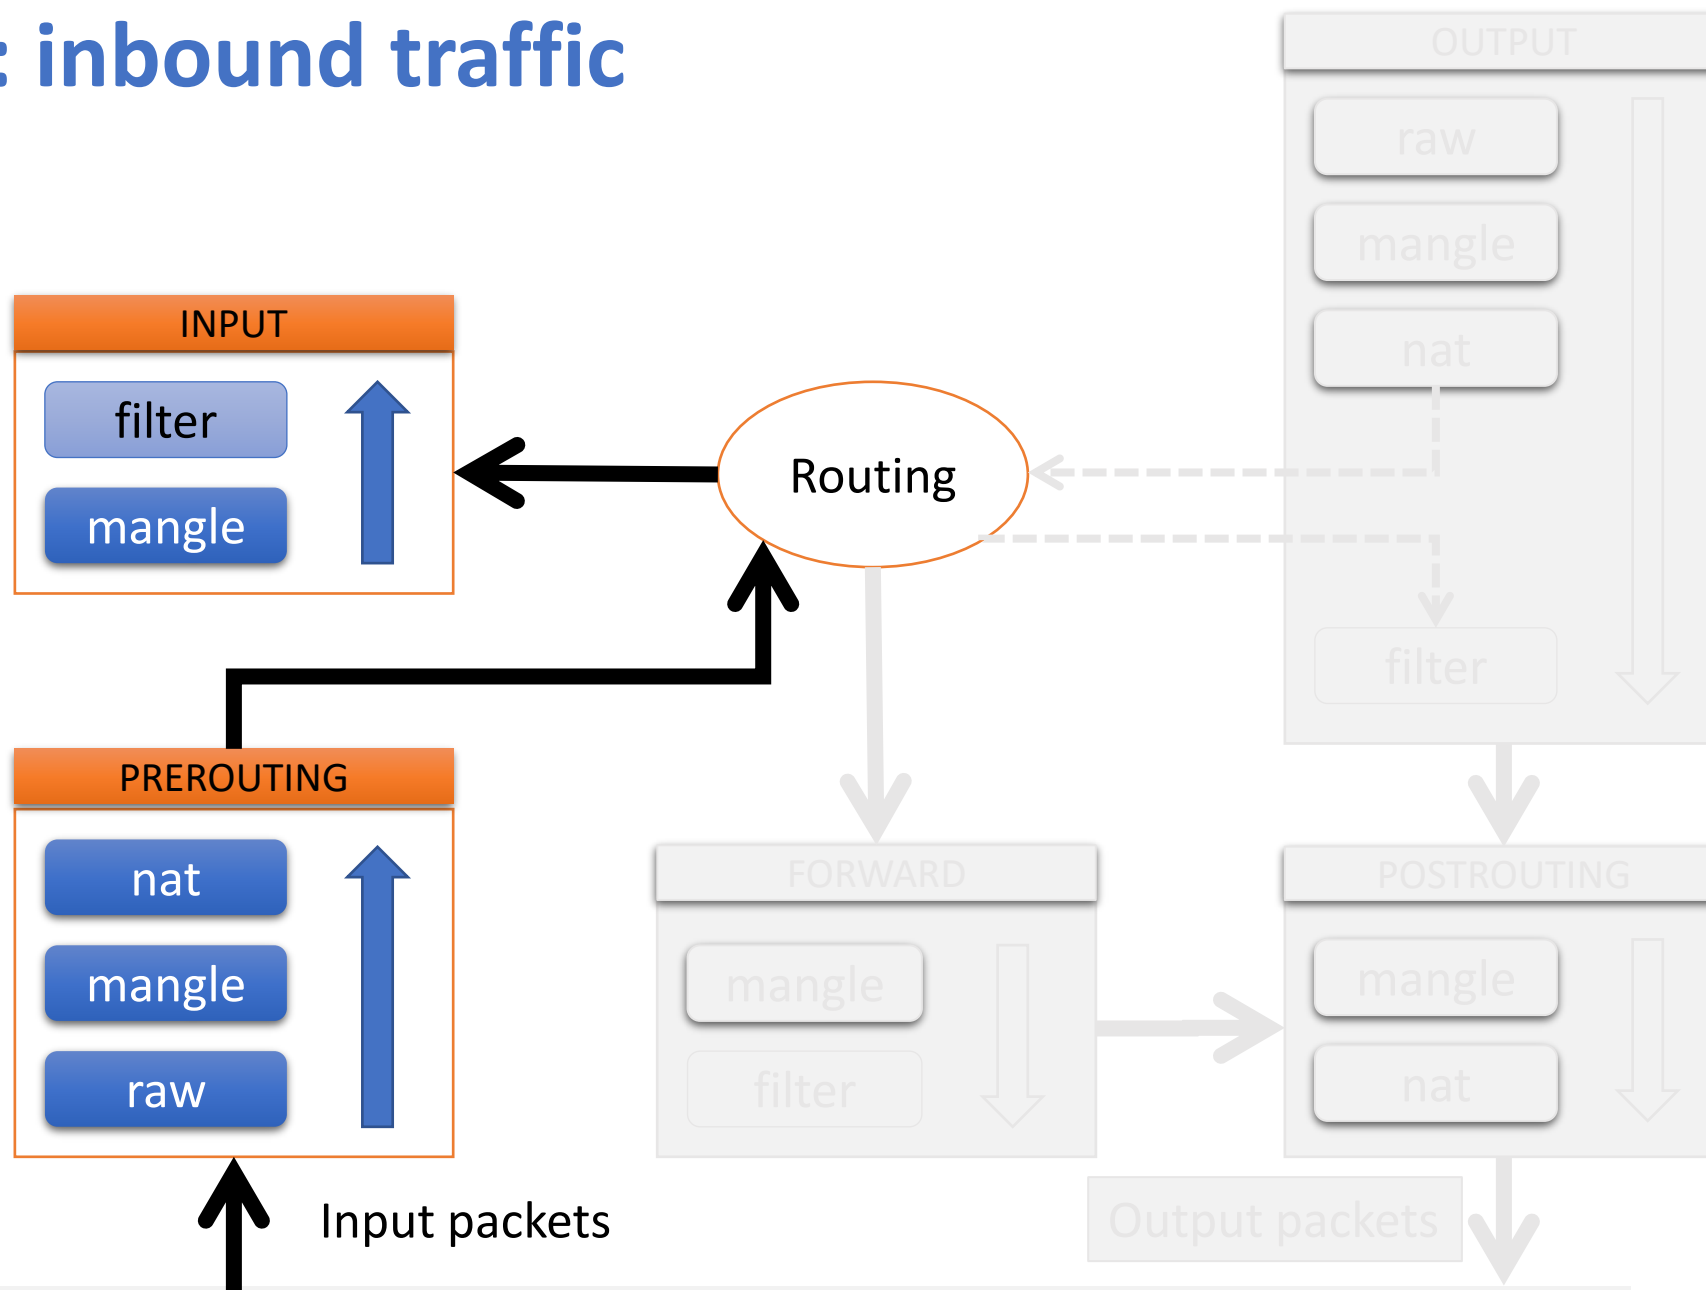 : inbound traffic
OUTPUT
raw
mangle
nat
filter
INPUT
filter
mangle
Routing
PREROUTING
nat
mangle
raw
FORWARD
mangle
filter
POSTROUTING
mangle
nat
Input packets
Output packets